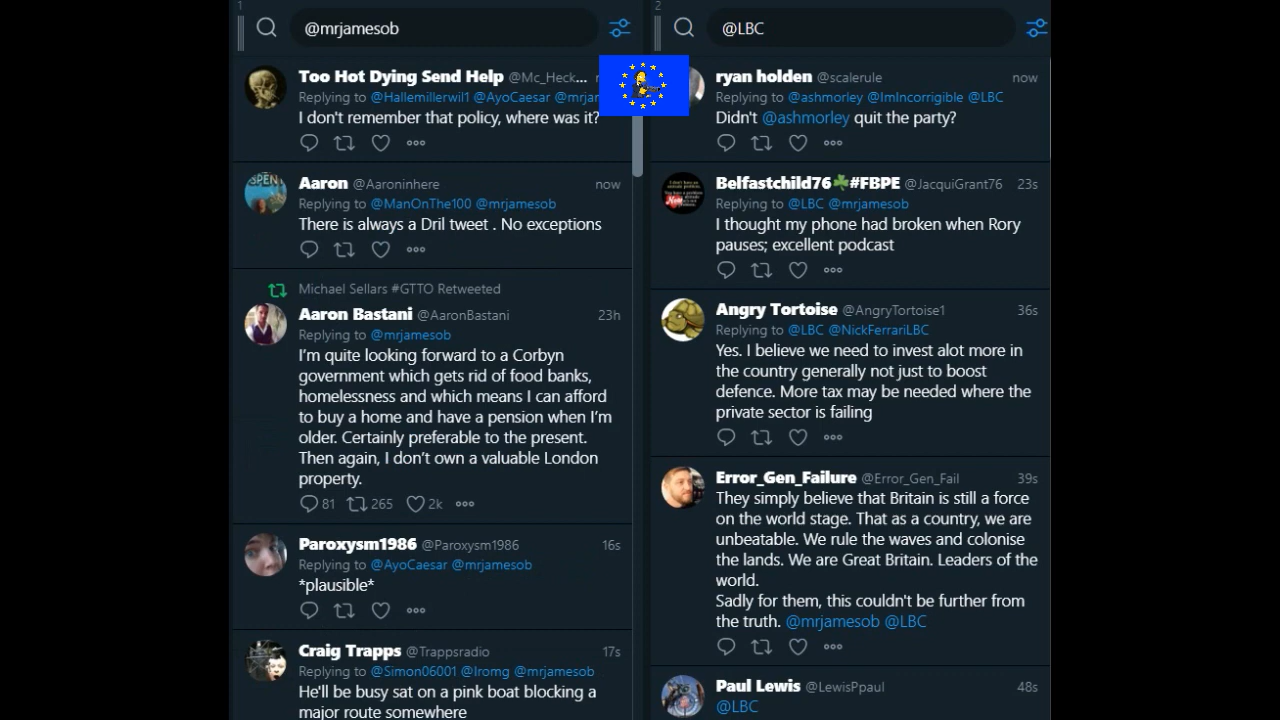 1
@mrjamesob
Too Hot Dying Send Help @Mc_Heck...
Replying to @Hallemillerwil1 @AyoCaesar @mrjar
I don't remember that policy, where was it?
Aaron @Aaroninhere now
Replying to @ManOnThe100 @mrjamesob
There is always a Dril tweet . No exceptions
Michael Sellars #GTTO Retweeted
Aaron Bastani @AaronBastani 23h
Replying to @mrjamesob
I'm quite looking forward to a Corbyn
government which gets rid of food banks,
homelessness and which means I can afford
to buy a home and have a pension when I'm
older. Certainly preferable to the present.
Then again, I don't own a valuable London
property.
81 265 2k
Paroxysm1986 @Paroxysm1986 16s
Replying to @AyoCaesar @mrjamesob
*plausible*
Craig Trapps @Trappsradio 17s
Replying to @Simon06001 @Iromg @mrjamesob
He'll be busy sat on a pink boat blocking a
major route somewhere
2
@LBC
ryan holden @scalerule now
Replying to @ashmorley @ImIncorrigible @LBC
Didn't @ashmorley quit the party?
Belfastchild76☘️#FBPE @JacquiGrant76 23s
Replying to @LBC @mrjamesob
I thought my phone had broken when Rory
pauses; excellent podcast
Angry Tortoise @AngryTortoise1 36s
Replying to @LBC @NickFerrariLBC
Yes. I believe we need to invest alot more in
the country generally not just to boost
defence. More tax may be needed where the
private sector is failing
Error_Gen_Failure @Error_Gen_Fail 39s
They simply believe that Britain is still a force
on the world stage. That as a country, we are
unbeatable. We rule the waves and colonise
the lands. We are Great Britain. Leaders of the
world.
Sadly for them, this couldn't be further from
the truth. @mrjamesob @LBC
Paul Lewis @LewisPpaul 48s
@LBC